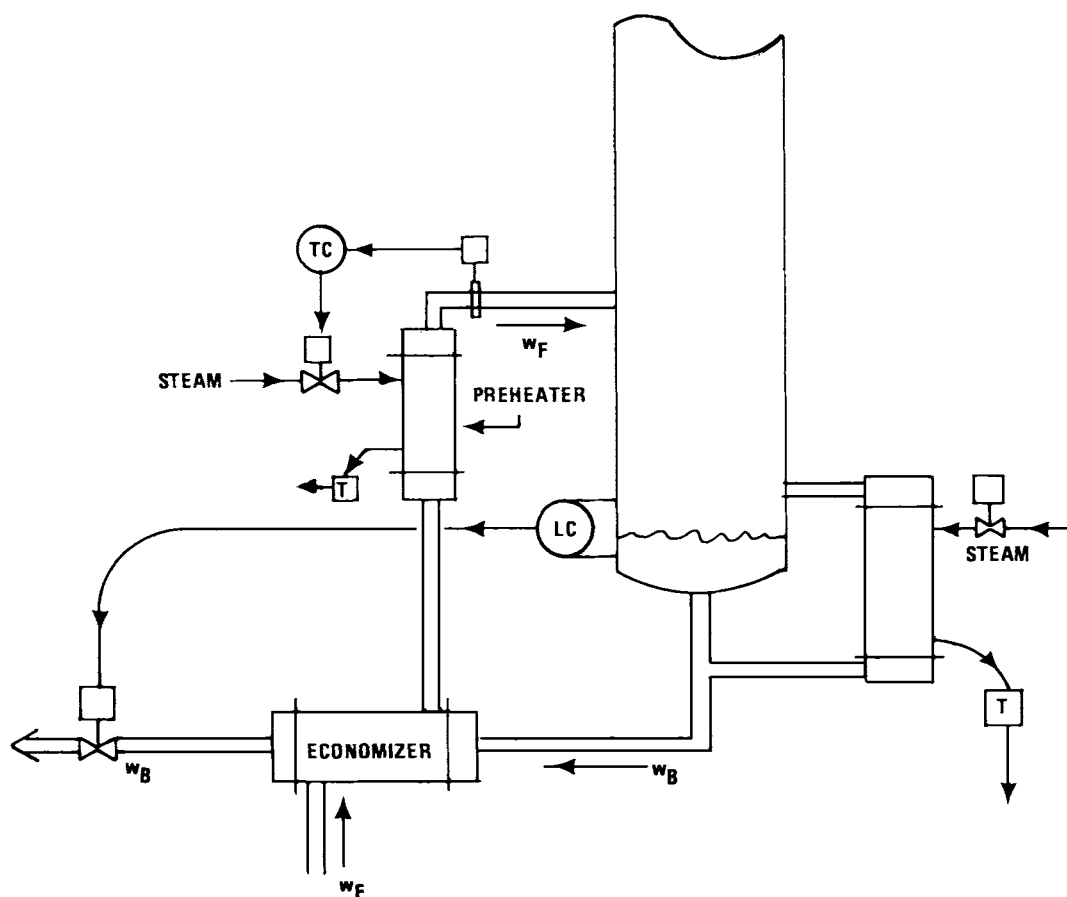 TC
w_F
STEAM
PREHEATER
T
LC
STEAM
T
ECONOMIZER
w_B
w_B
w_F